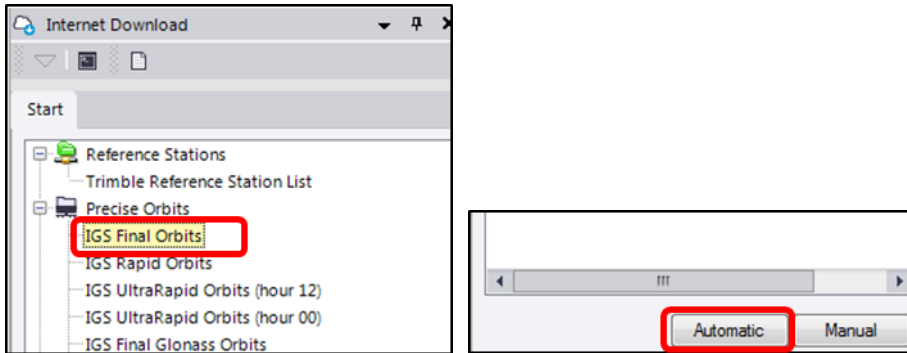 Internet Download
Start
Reference Stations
Trimble Reference Station List
Precise Orbits
IGS Final Orbits
IGS Rapid Orbits
IGS UltraRapid Orbits (hour 12)
IGS UltraRapid Orbits (hour 00)
IGS Final Glonass Orbits
Automatic Manual